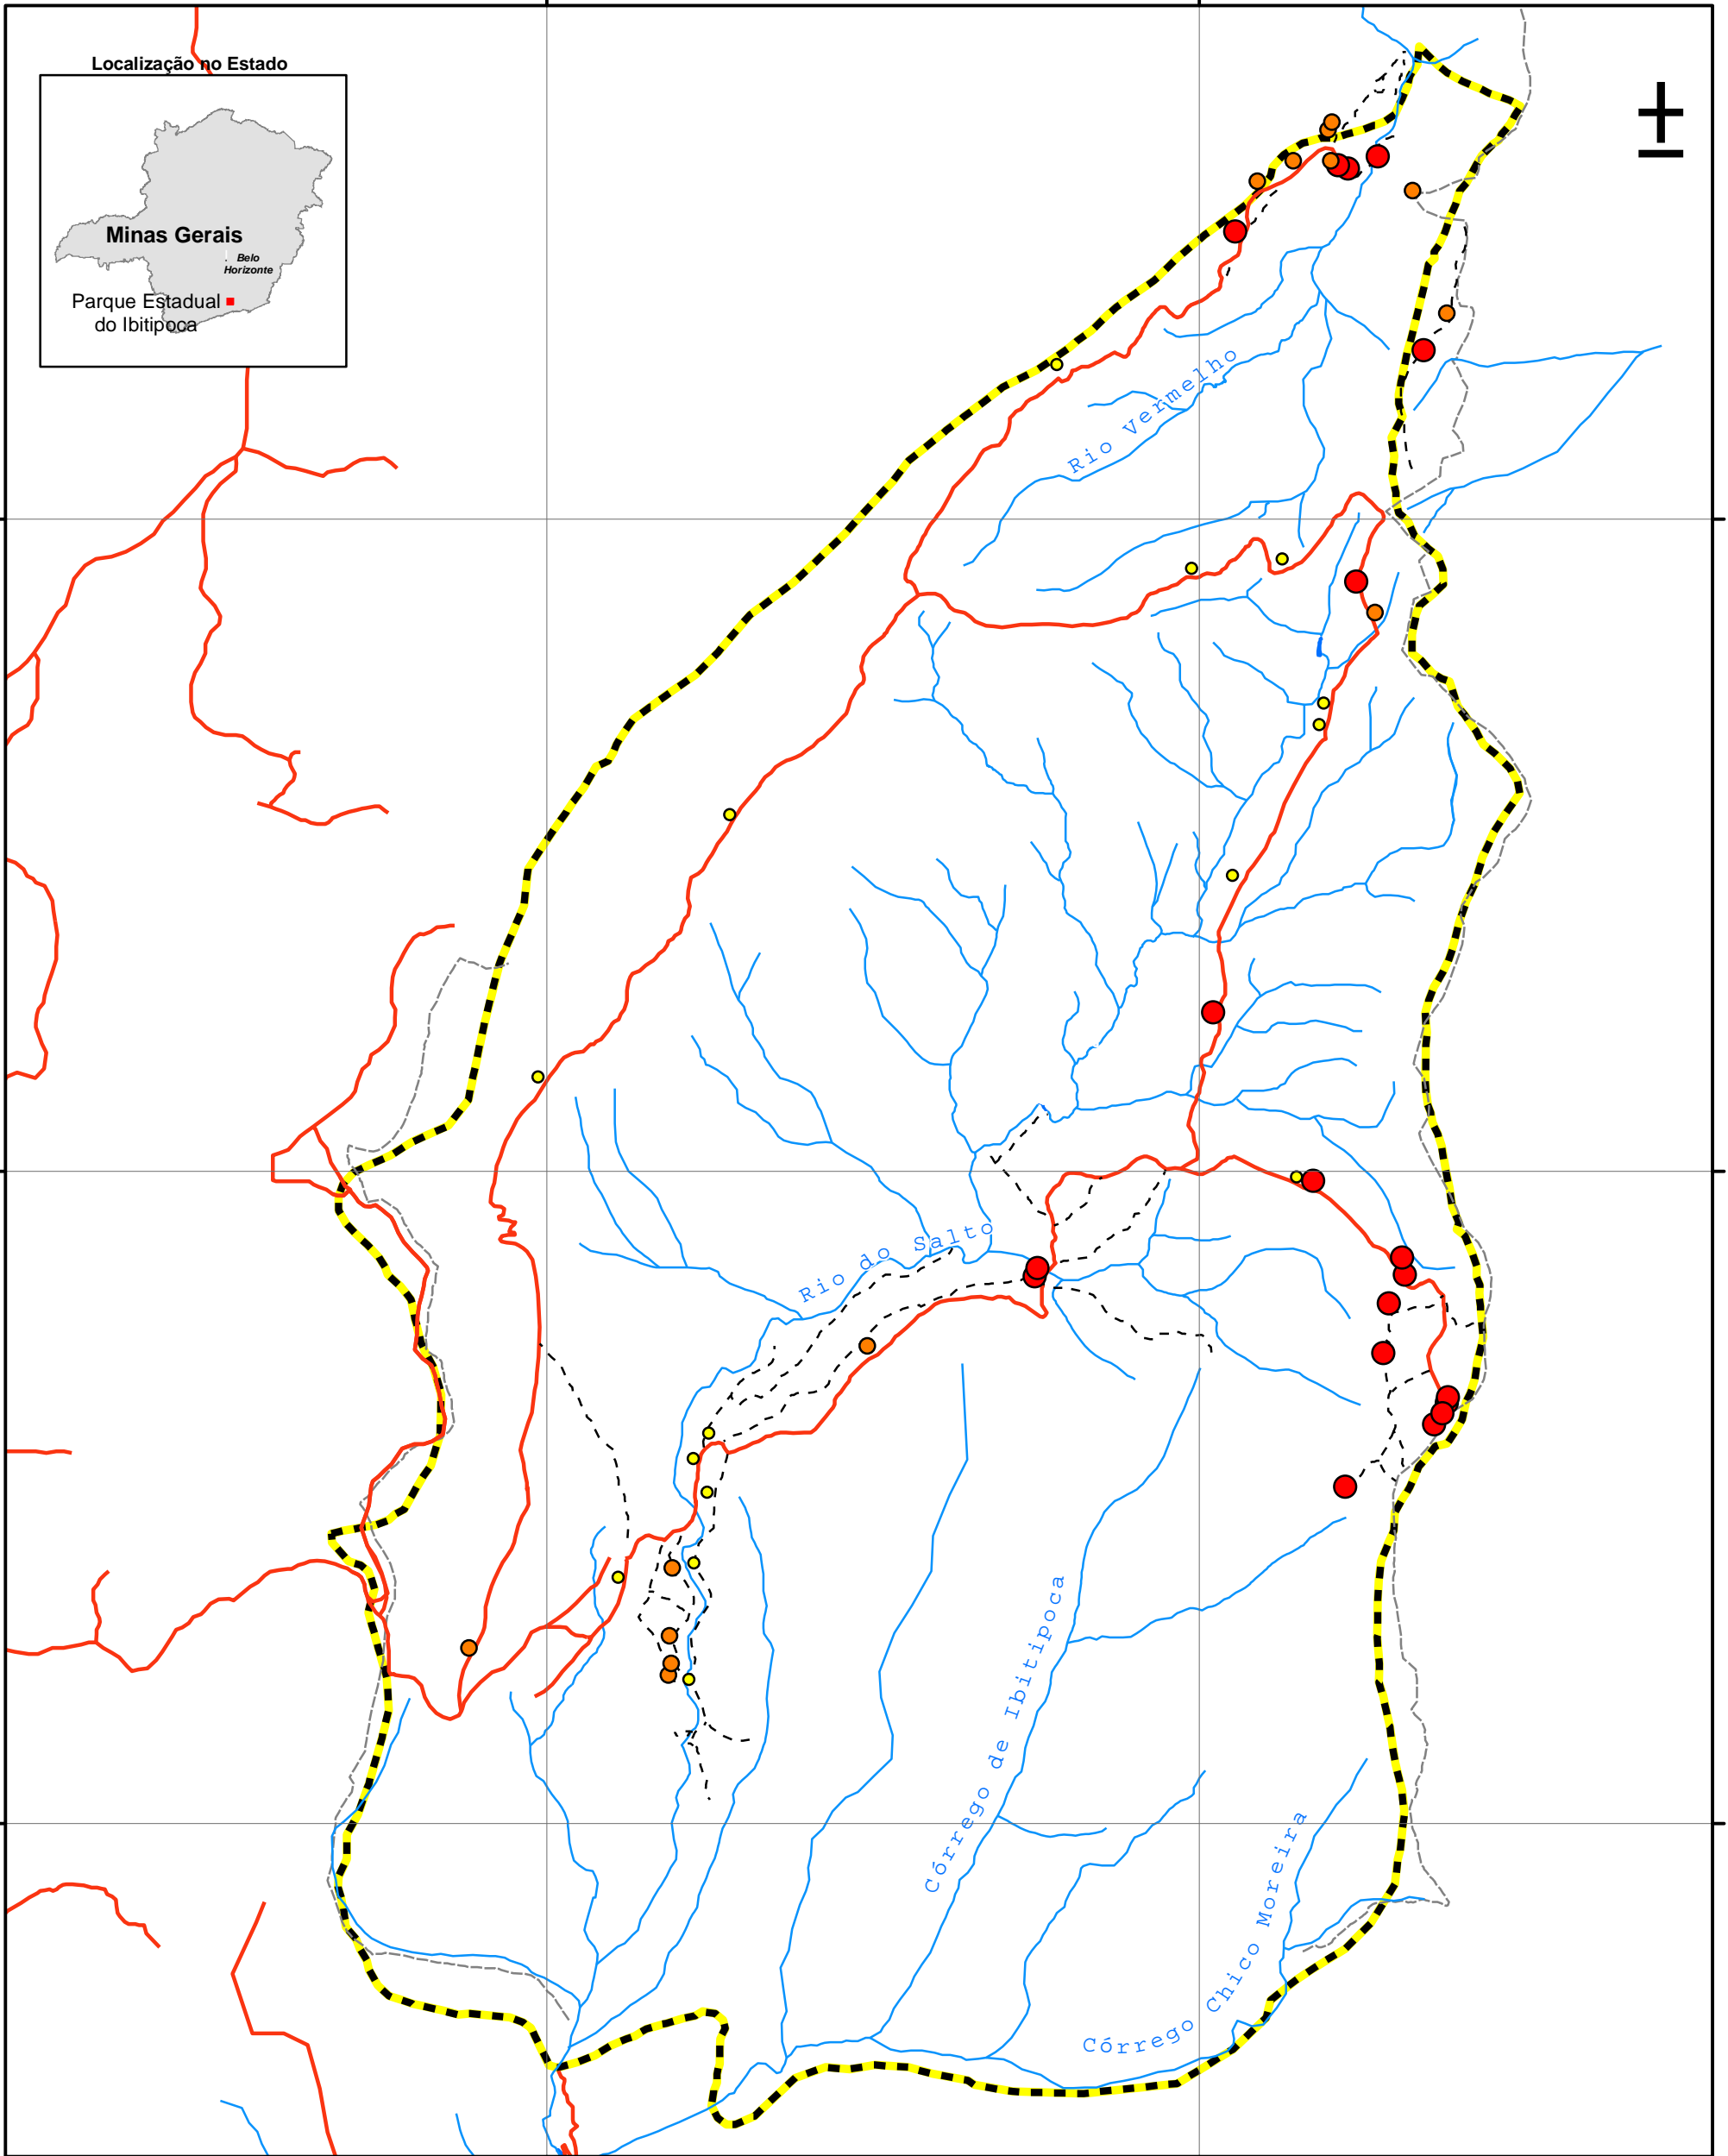 Localização no Estado
Minas Gerais
Belo
Horizonte
Parque Estadual
do Ibitipoca
±
Rio Vermelho
Rio do Salto
Córrego de Ibitipoca
Córrego Chico Moreira